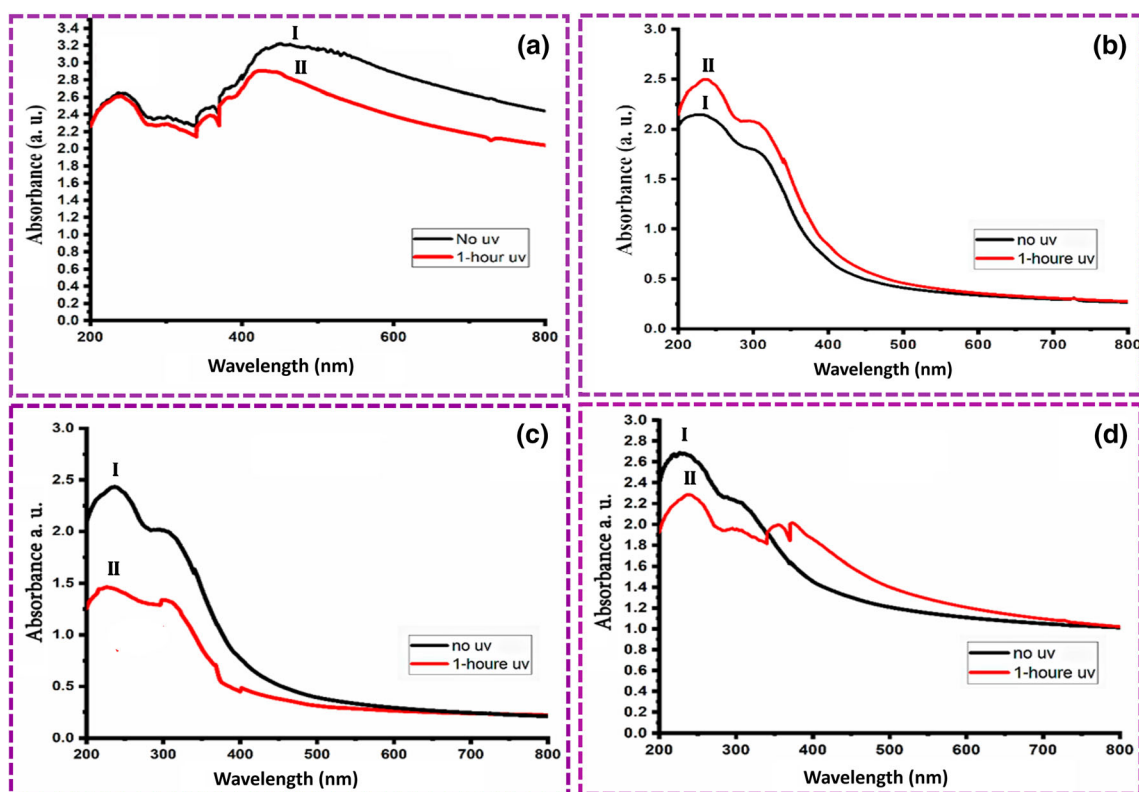 (a)
I
II
3.4
3.2
3.0
2.8
2.6
2.4
2.2
2.0
1.8
1.6
1.4
1.2
1.0
0.8
0.6
0.4
0.2
0.0
Absorbance (a. u.)
No uv
1-hour uv
200 400 600 800
Wavelength (nm)
(b)
II
I
3.0
2.5
2.0
1.5
1.0
0.5
0.0
Absorbance (a. u.)
no uv
1-houre uv
200 300 400 500 600 700 800
Wavelength (nm)
(c)
I
II
3.0
2.5
2.0
1.5
1.0
0.5
0.0
Absorbance a. u.
no uv
1-houre uv
200 300 400 500 600 700 800
Wavelength (nm)
(d)
I
II
3.0
2.8
2.6
2.4
2.2
2.0
1.8
1.6
1.4
1.2
1.0
0.8
0.6
0.4
0.2
0.0
Absorbance a. u.
no uv
1-houre uv
200 300 400 500 600 700 800
Wavelength (nm)